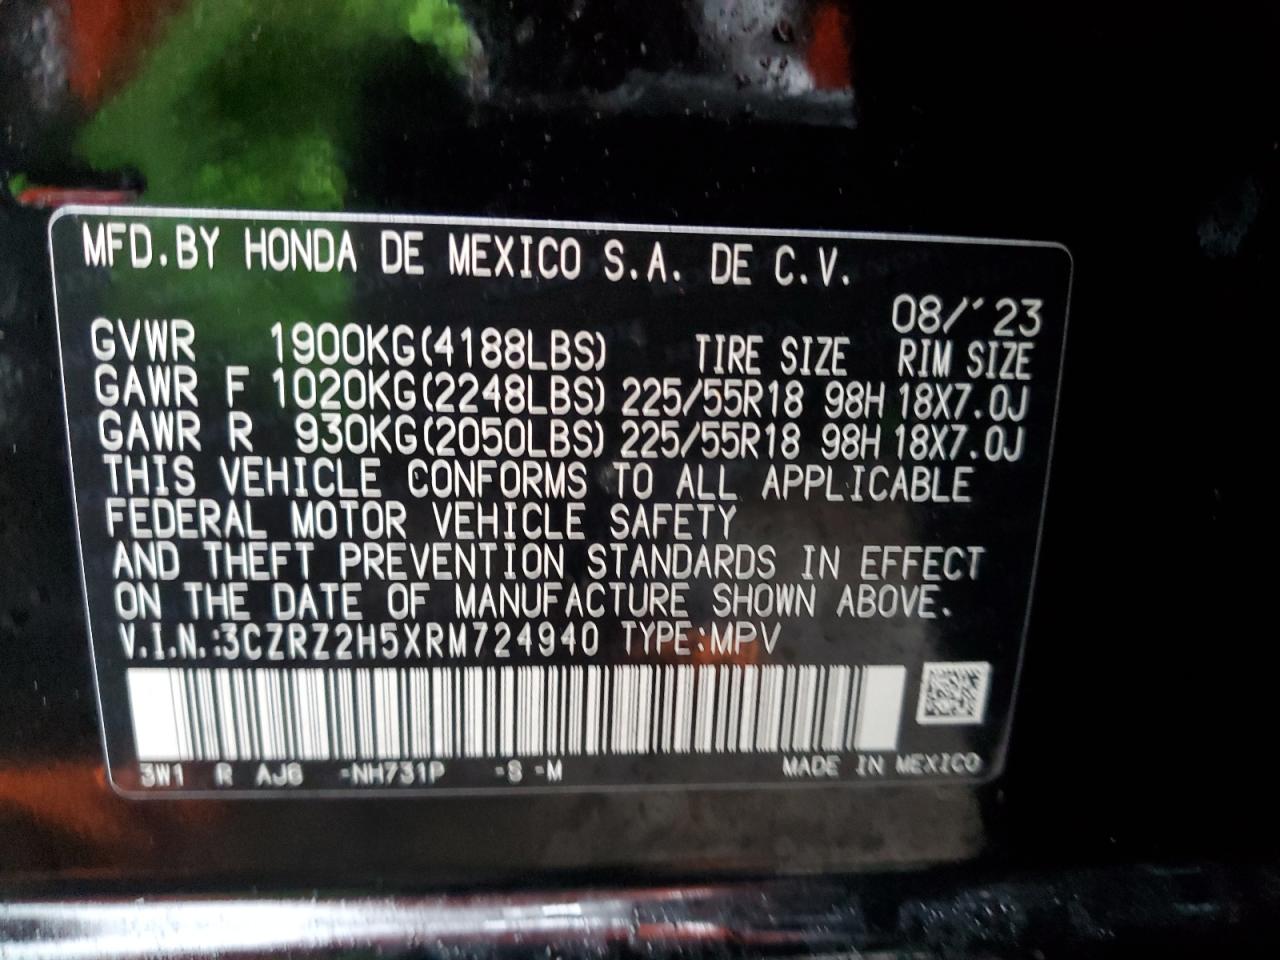 MFD.BY HONDA DE MEXICO S.A. DE C.V.
08/'23
GVWR 1900KG(4188LBS) TIRE SIZE RIM SIZE
GAWR F 1020KG(2248LBS) 225/55R18 98H 18X7.0J
GAWR R 930KG(2050LBS) 225/55R18 98H 18X7.0J
THIS VEHICLE CONFORMS TO ALL APPLICABLE
FEDERAL MOTOR VEHICLE SAFETY
AND THEFT PREVENTION STANDARDS IN EFFECT
ON THE DATE OF MANUFACTURE SHOWN ABOVE.
V.I.N.:3CZRZ2H5XRM724940 TYPE:MPV
3W1 R AJ6 -NH731P -S -M MADE IN MEXICO